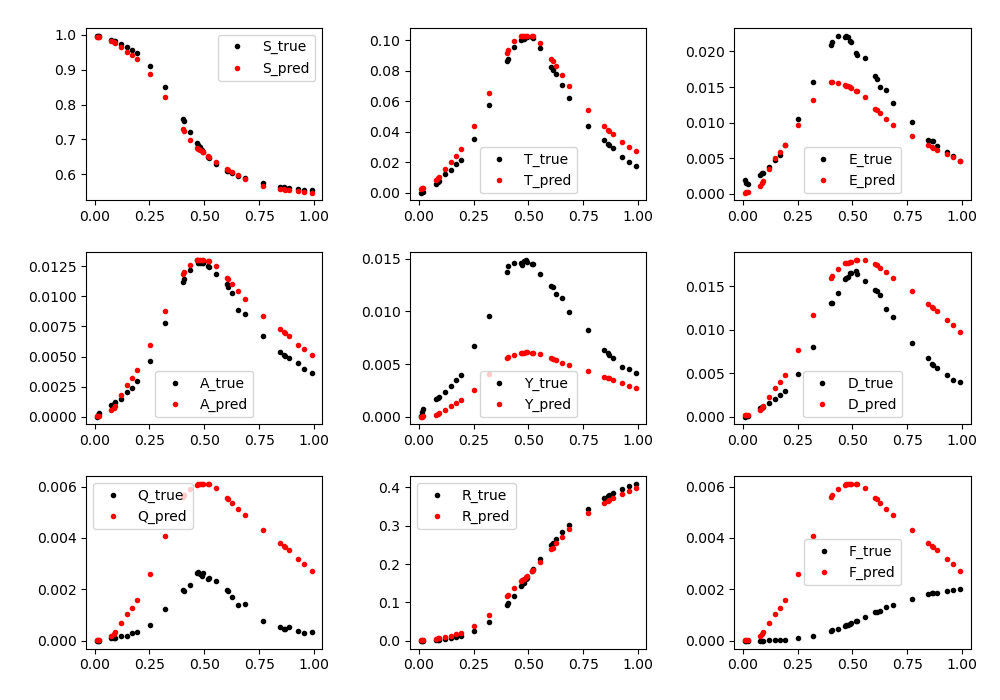 1.0
0.9
0.8
0.7
0.6
0.00 0.25 0.50 0.75 1.00
S_true
S_pred
0.10
0.08
0.06
0.04
0.02
0.00
0.00 0.25 0.50 0.75 1.00
T_true
T_pred
0.020
0.015
0.010
0.005
0.000
0.00 0.25 0.50 0.75 1.00
E_true
E_pred
0.0125
0.0100
0.0075
0.0050
0.0025
0.0000
0.00 0.25 0.50 0.75 1.00
A_true
A_pred
0.015
0.010
0.005
0.000
0.00 0.25 0.50 0.75 1.00
Y_true
Y_pred
0.015
0.010
0.005
0.000
0.00 0.25 0.50 0.75 1.00
D_true
D_pred
0.006
0.004
0.002
0.000
0.00 0.25 0.50 0.75 1.00
Q_true
Q_pred
0.4
0.3
0.2
0.1
0.0
0.00 0.25 0.50 0.75 1.00
R_true
R_pred
0.006
0.004
0.002
0.000
0.00 0.25 0.50 0.75 1.00
F_true
F_pred